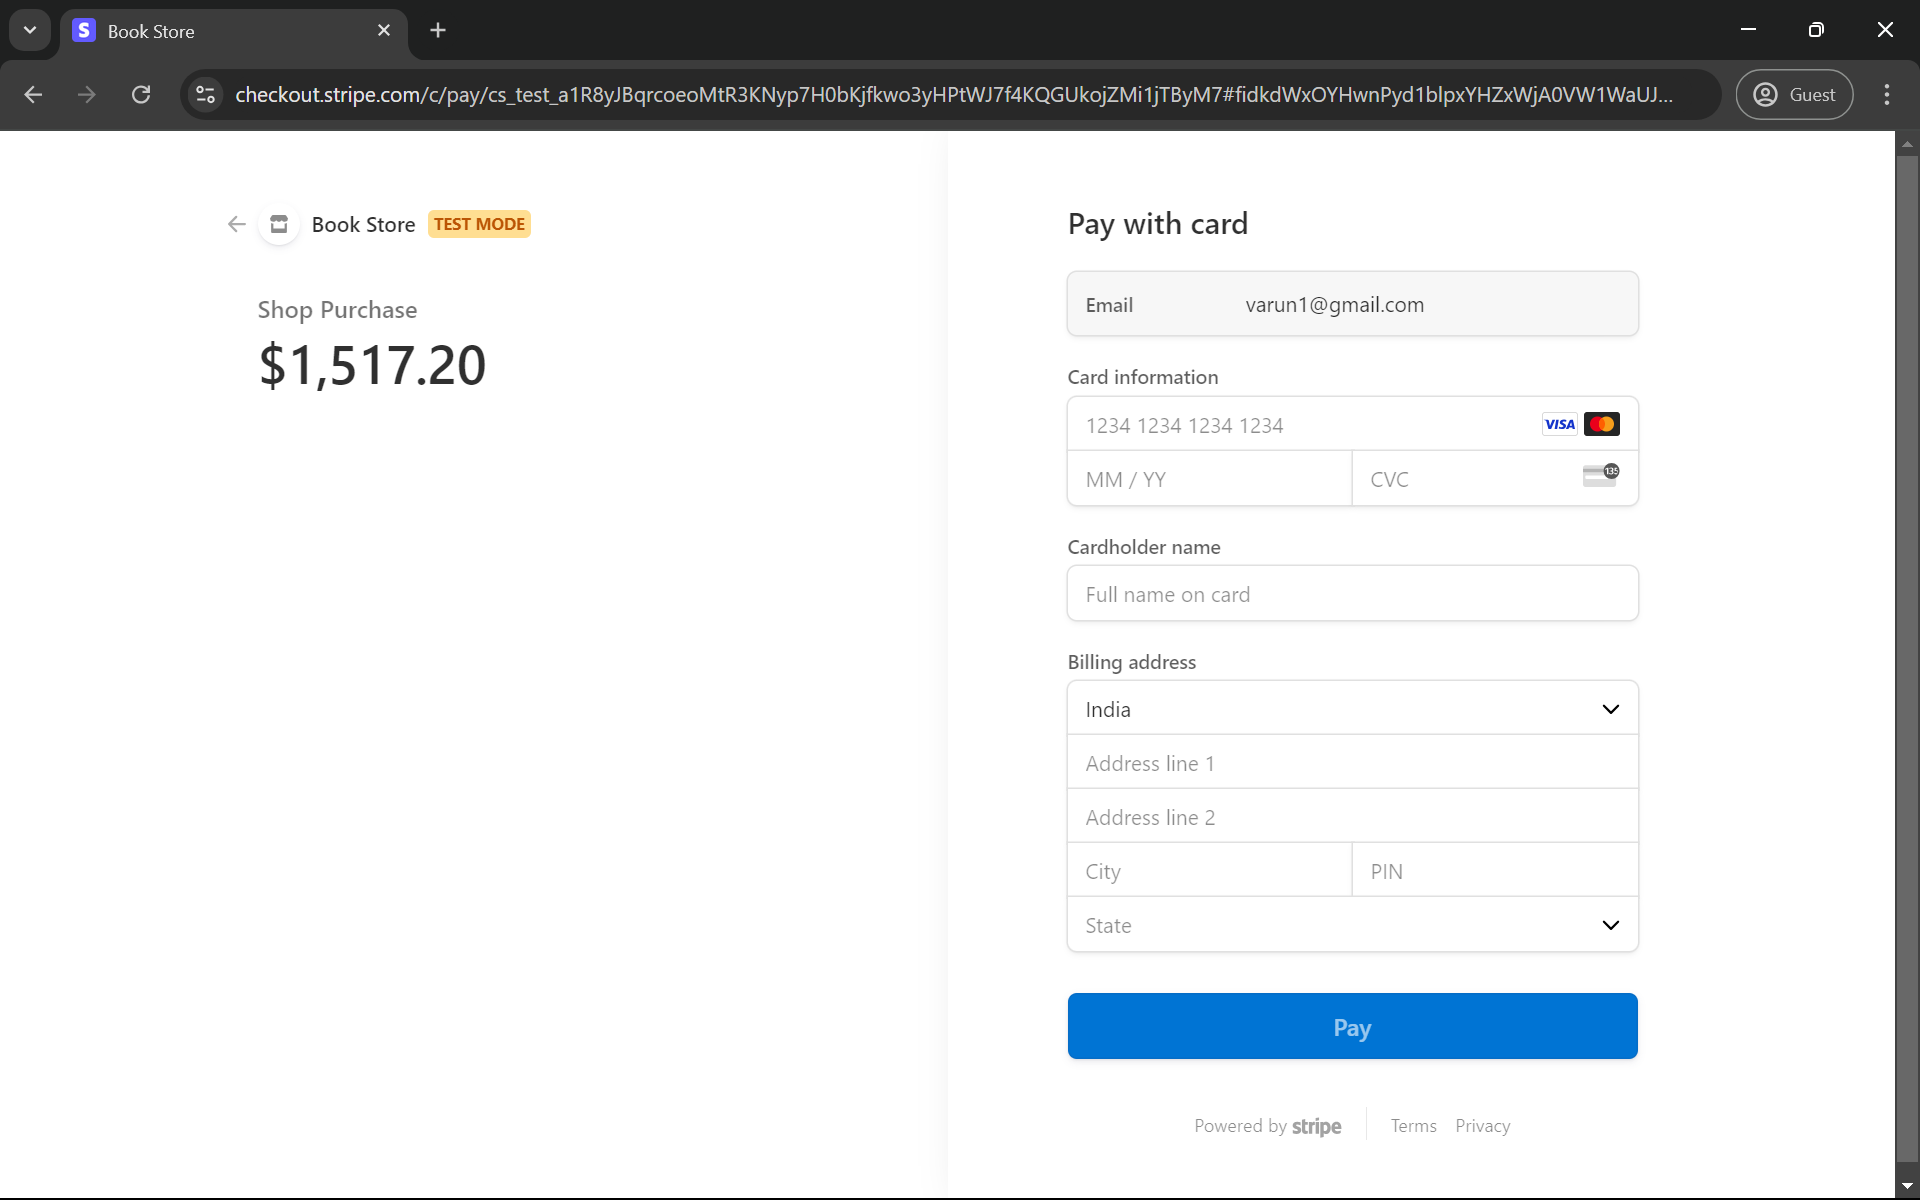 Book Store
checkout.stripe.com/c/pay/cs_test_a1R8yJBqrcoeoMtR3KNyp7H0bKjfkwo3yHPtWJ7f4KQGUkojZMi1jTByM7#fidkdWxOYHwnPyd1blpxYHZxWjA0VW1WaUJ...
Guest
Book Store TEST MODE
Shop Purchase
$1,517.20
Pay with card
Email varun1@gmail.com
Card information
1234 1234 1234 1234 VISA
MM / YY CVC 135
Cardholder name
Full name on card
Billing address
India
Address line 1
Address line 2
City PIN
State
Pay
Powered by stripe Terms Privacy